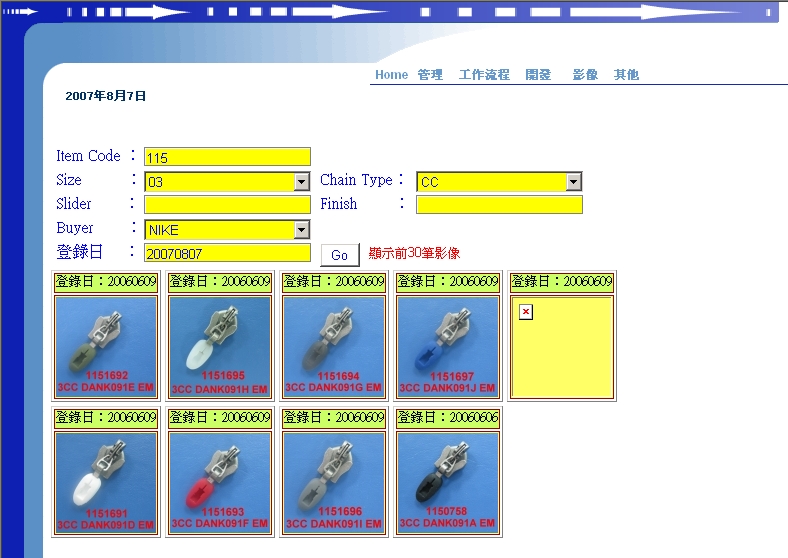 Home 管理 工作流程 開發 影像 其他
2007年8月7日
Item Code : 115
Size : 03 Chain Type : CC
Slider : Finish :
Buyer : NIKE
登錄日 : 20070807 Go 顯示前30筆影像
登錄日：20060609 登錄日：20060609 登錄日：20060609 登錄日：20060609 登錄日：20060609
1151692 1151695 1151694 1151697
3CC DANK091E EM 3CC DANK091H EM 3CC DANK091G EM 3CC DANK091J EM
登錄日：20060609 登錄日：20060609 登錄日：20060609 登錄日：20060606
1151691 1151693 1151696 1150758
3CC DANK091D EM 3CC DANK091F EM 3CC DANK091I EM 3CC DANK091A EM